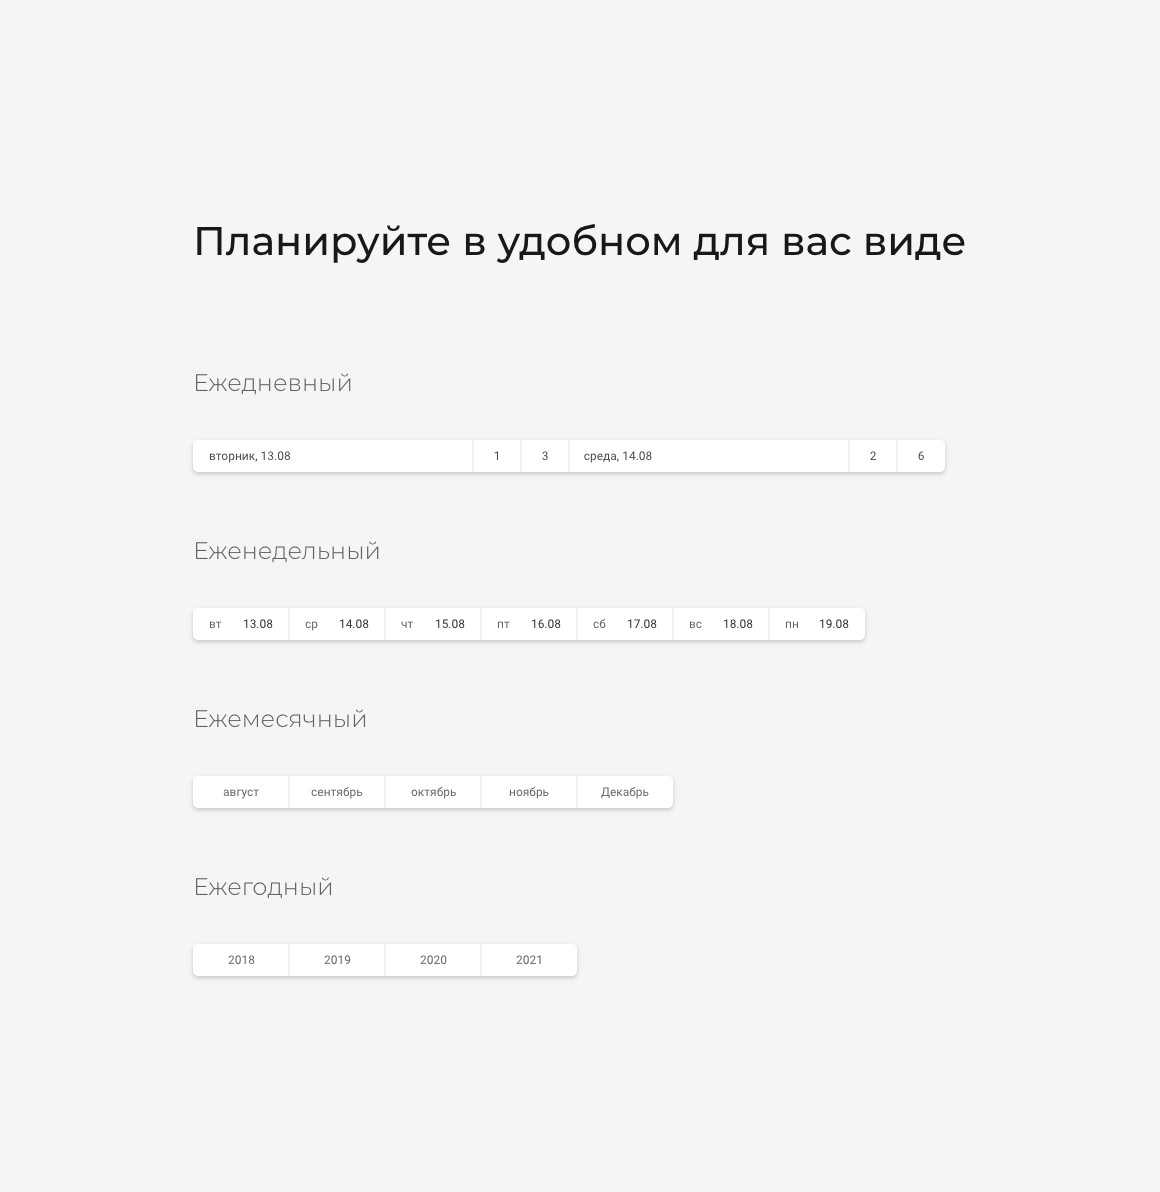 Планируйте в удобном для вас виде
Ежедневный
вторник, 13.08 1 3 среда, 14.08 2 6
Еженедельный
вт 13.08 ср 14.08 чт 15.08 пт 16.08 сб 17.08 вс 18.08 пн 19.08
Ежемесячный
август сентябрь октябрь ноябрь Декабрь
Ежегодный
2018 2019 2020 2021